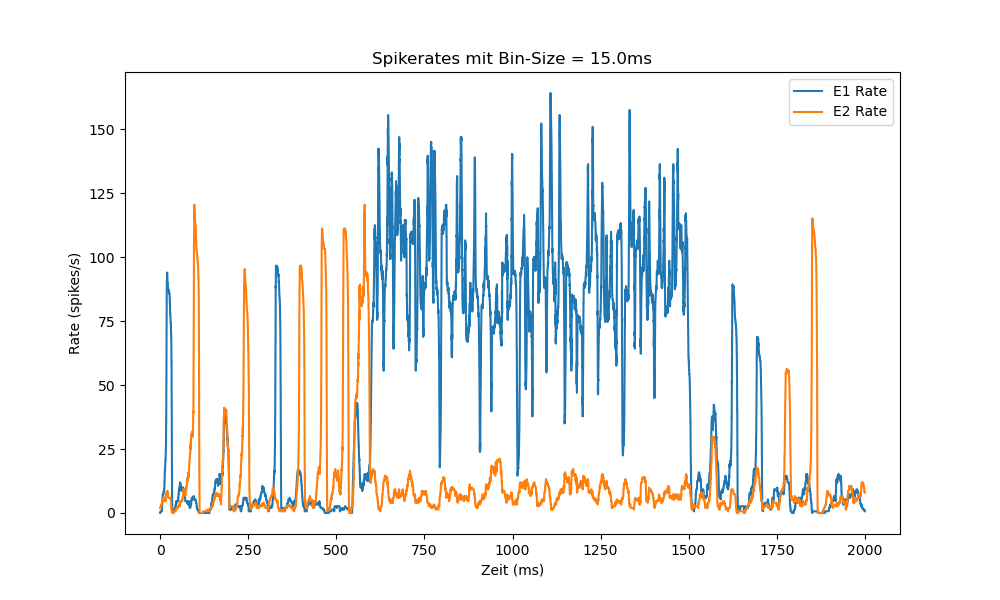 Spikerates mit Bin-Size = 15.0ms
E1 Rate
E2 Rate
150
125
100
75
50
25
0
Rate (spikes/s)
0 250 500 750 1000 1250 1500 1750 2000
Zeit (ms)